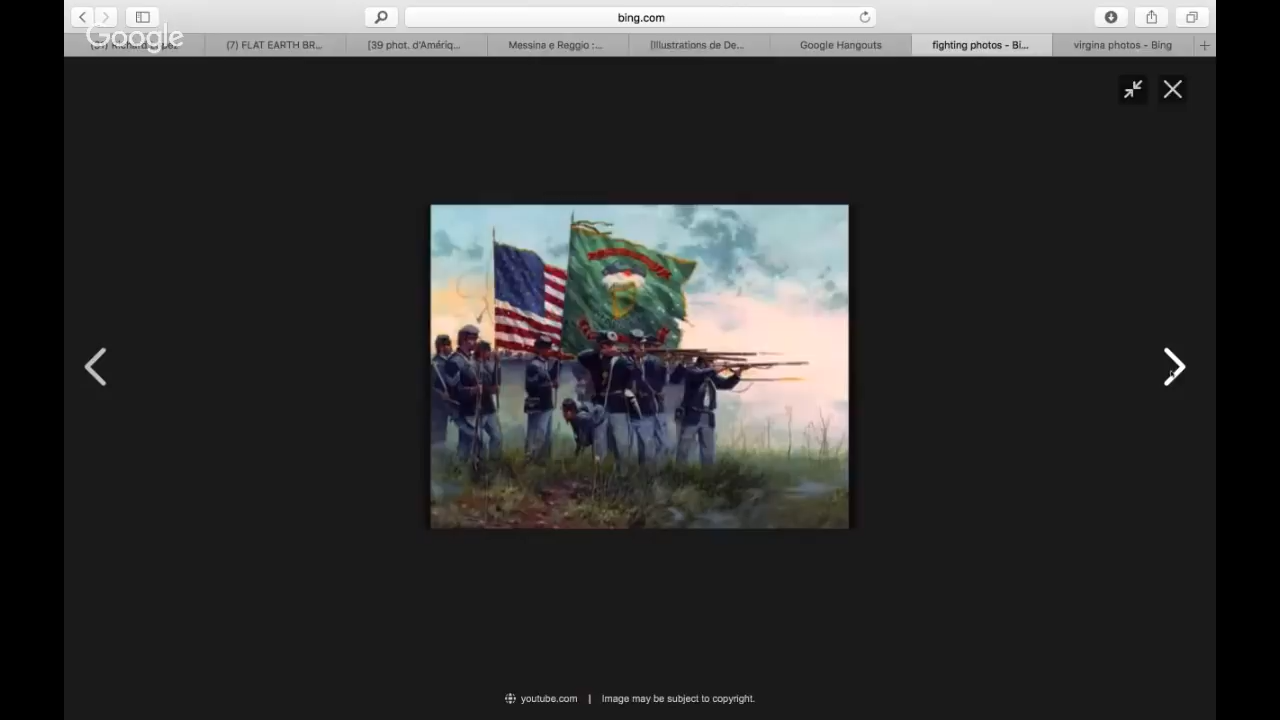 bing.com
Google
(7) FLAT EARTH BR...
[39 phot. d'Amériq...
Messina e Reggio :...
[Illustrations de De...
Google Hangouts
fighting photos - Bi...
virgina photos - Bing
youtube.com | Image may be subject to copyright.